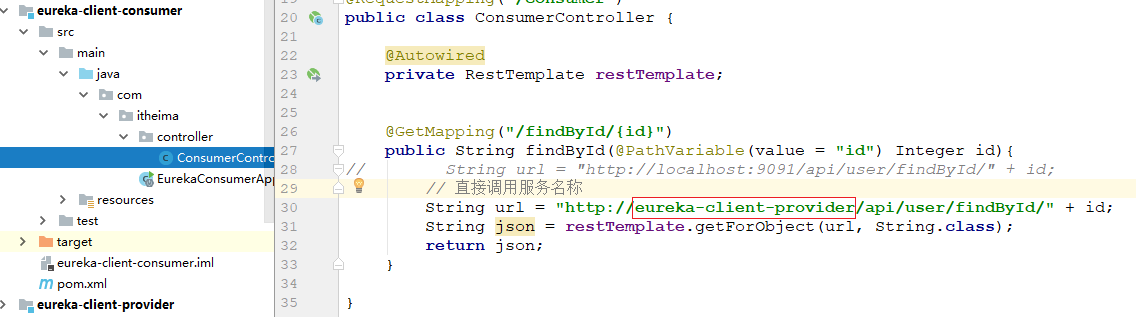 eureka-client-consumer
src
main
java
com
itheima
controller
ConsumerContro
EurekaConsumerApp
resources
test
target
eureka-client-consumer.iml
pom.xml
eureka-client-provider
19 @RequestMapping("/consumer")
20 public class ConsumerController {
21
22 @Autowired
23 private RestTemplate restTemplate;
24
25
26 @GetMapping("/findById/{id}")
27 public String findById(@PathVariable(value = "id") Integer id){
28 // String url = "http://localhost:9091/api/user/findById/" + id;
29 // 直接调用服务名称
30 String url = "http://eureka-client-provider/api/user/findById/" + id;
31 String json = restTemplate.getForObject(url, String.class);
32 return json;
33 }
34
35 }